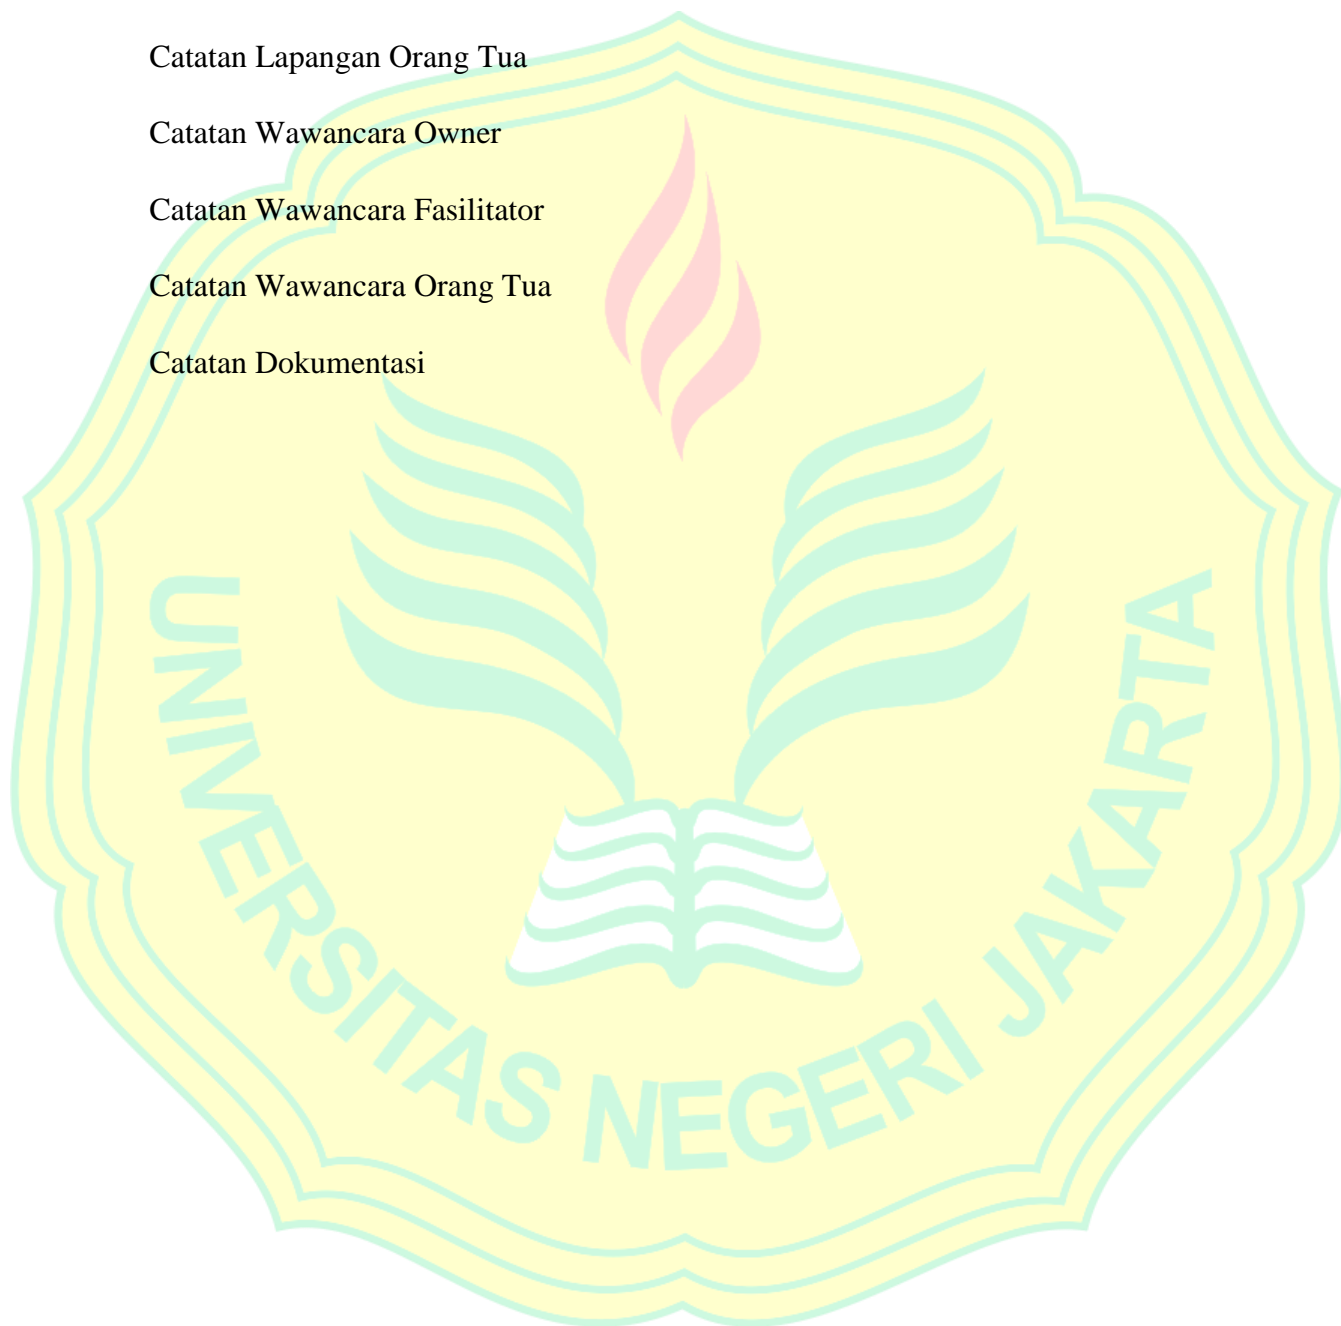 Catatan Lapangan Orang Tua
Catatan Wawancara Owner
Catatan Wawancara Fasilitator
Catatan Wawancara Orang Tua
Catatan Dokumentasi
UNIVERSITAS NEGERI JAKARTA